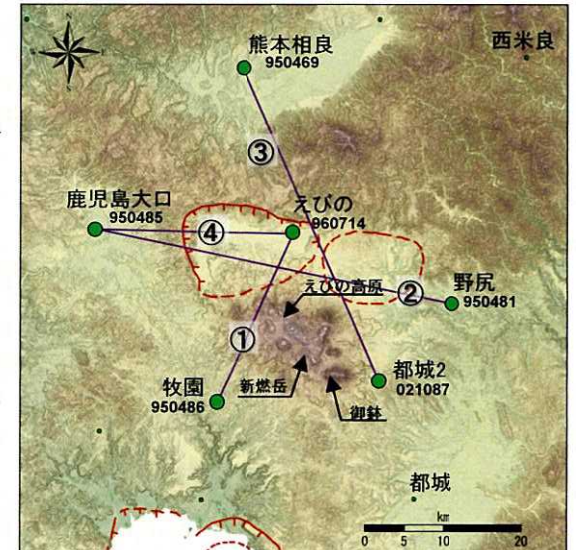 熊本相良
950469
西米良
③
鹿児島大口
950485
えびの
960714
④
えびの高原
②
野尻
950481
①
牧園
950486
新燃岳
都城2
021087
御鉢
都城
km
0 5 10 20